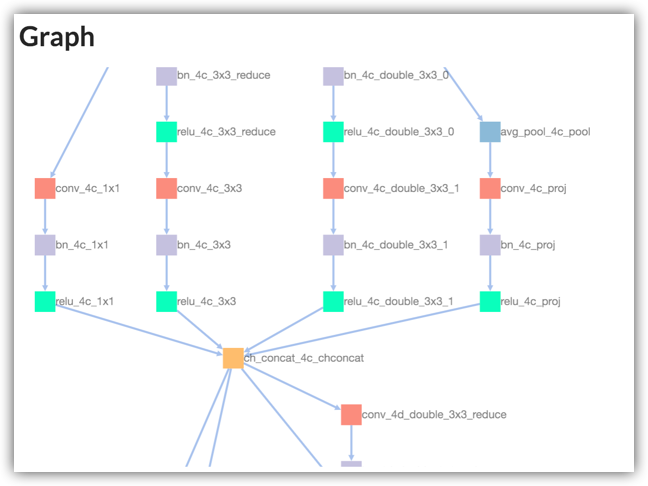 Graph
bn_4c_3x3_reduce
bn_4c_double_3x3_0
relu_4c_3x3_reduce
relu_4c_double_3x3_0
avg_pool_4c_pool
conv_4c_1x1
conv_4c_3x3
conv_4c_double_3x3_1
conv_4c_proj
bn_4c_1x1
bn_4c_3x3
bn_4c_double_3x3_1
bn_4c_proj
relu_4c_1x1
relu_4c_3x3
relu_4c_double_3x3_1
relu_4c_proj
ch_concat_4c_chconcat
conv_4d_double_3x3_reduce